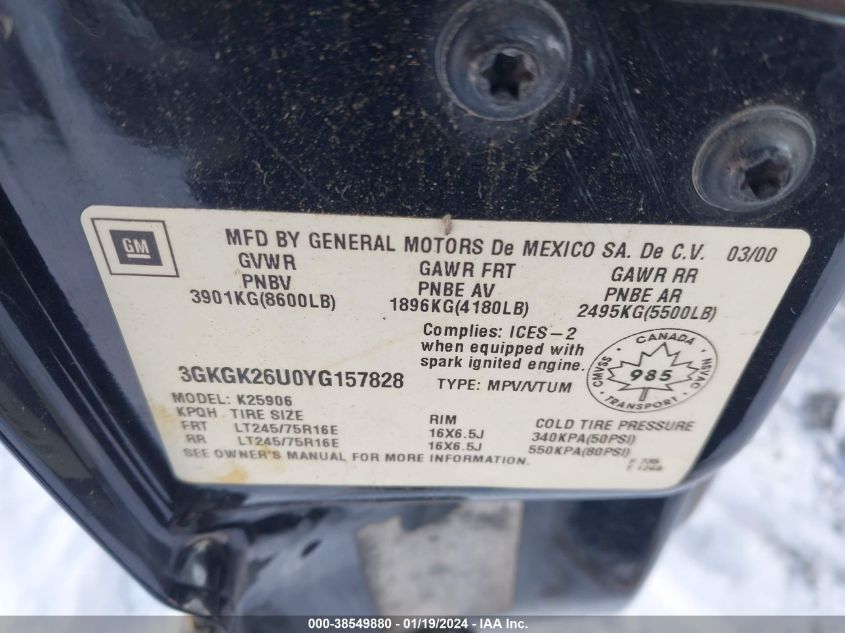 GM
MFD BY GENERAL MOTORS De MEXICO SA. De C.V. 03/00
GVWR GAWR FRT GAWR RR
PNBV PNBE AV PNBE AR
3901KG(8600LB) 1896KG(4180LB) 2495KG(5500LB)
Complies: ICES-2
when equipped with
spark ignited engine.
CANADA
CMVSS 985 NSVAC
TRANSPORT
3GKGK26U0YG157828 TYPE: MPV/VTUM
MODEL: K25906
KPQH TIRE SIZE RIM COLD TIRE PRESSURE
FRT LT245/75R16E 16X6.5J 340KPA(50PSI)
RR LT245/75R16E 16X6.5J 550KPA(80PSI)
SEE OWNER'S MANUAL FOR MORE INFORMATION.
000-38549880 - 01/19/2024 - IAA Inc.